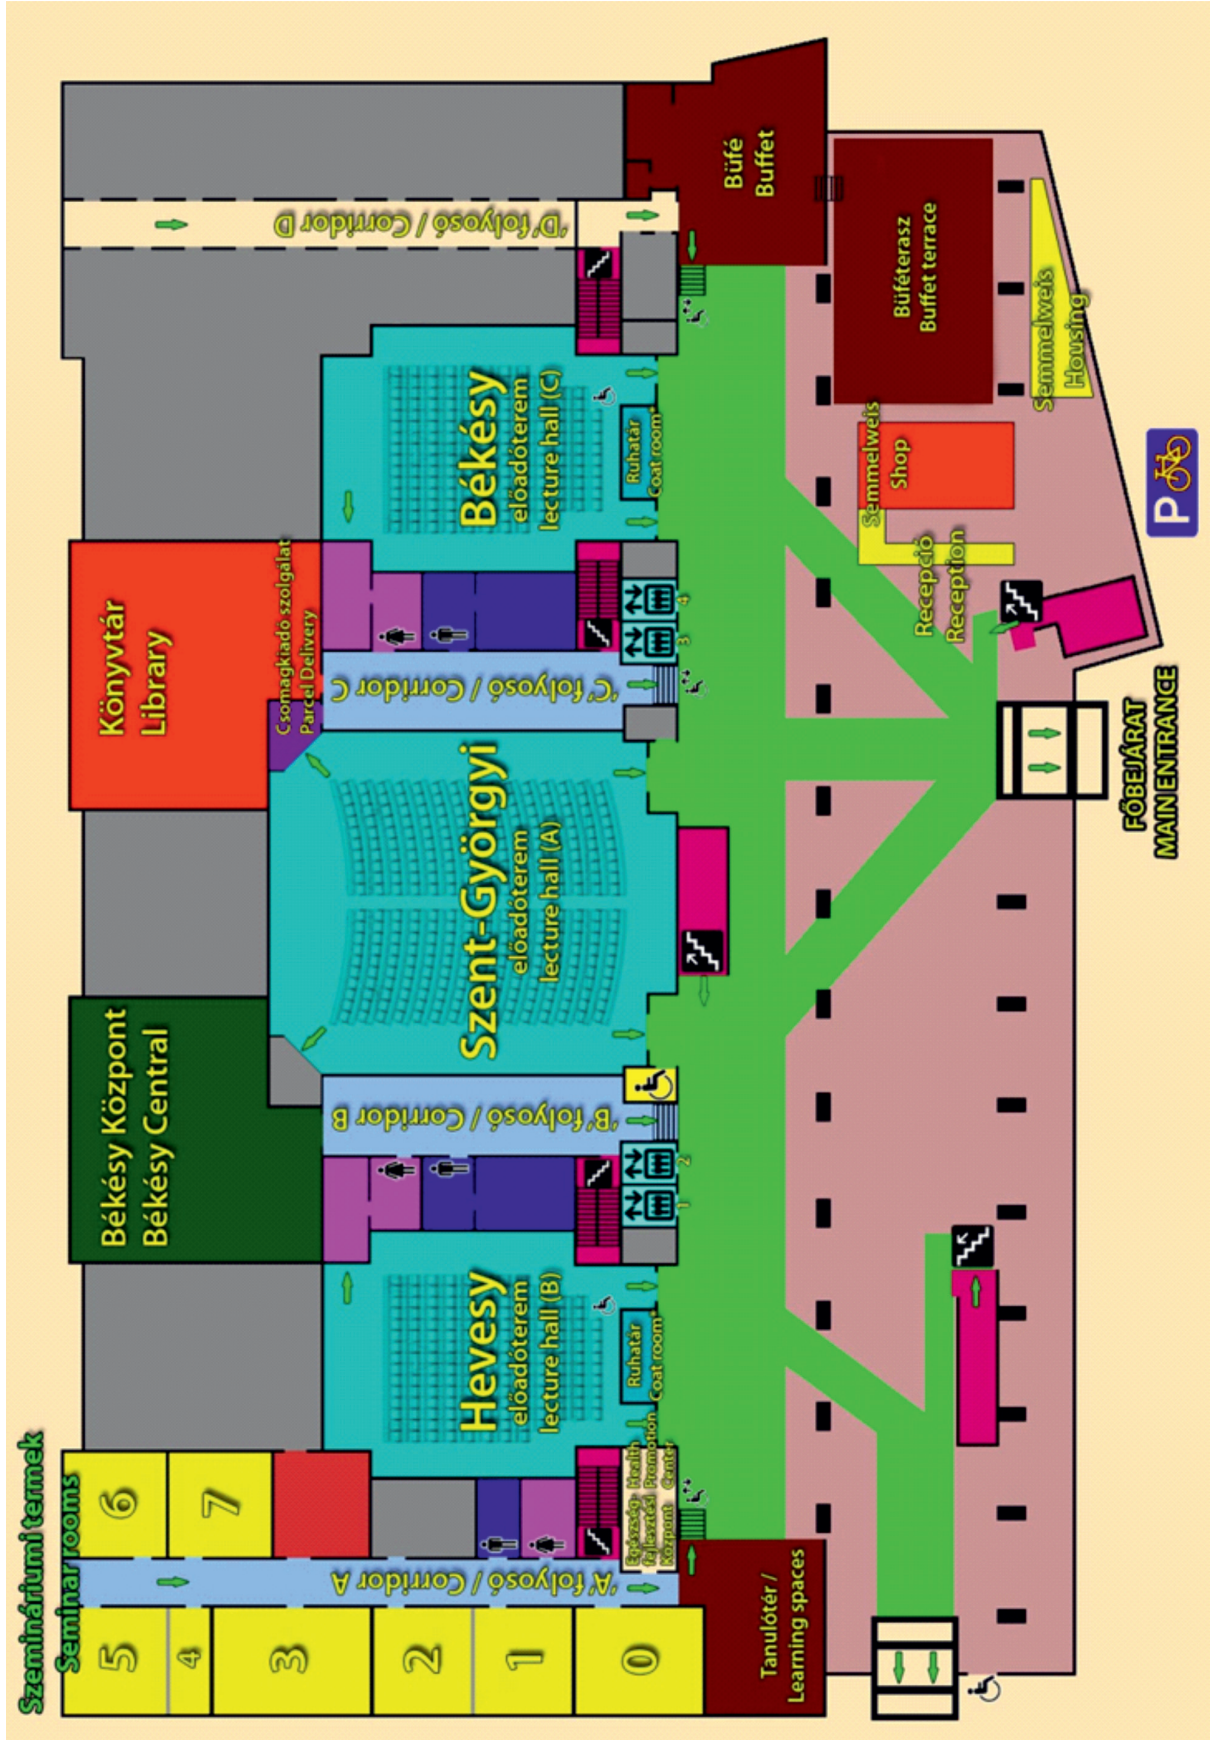 Szemináriumi termek
Seminar rooms
5
4
3
2
1
0
6
7
'A' folyosó / Corridor A
Egészség-
fejlesztési
Központ
Health
Promotion
Center
Tanulótér /
Learning spaces
Hevesy
előadóterem
lecture hall (B)
Ruhatár
Coat room*
Békésy Központ
Békésy Central
'B' folyosó / Corridor B
1
2
Szent-Györgyi
előadóterem
lecture hall (A)
Könyvtár
Library
Csomagkiadó szolgálat
Parcel Delivery
'C' folyosó / Corridor C
3
4
Békésy
előadóterem
lecture hall (C)
Ruhatár
Coat room*
'D' folyosó / Corridor D
Büfé
Buffet
Büféterasz
Buffet terrace
Semmelweis
Housing
Semmelweis
Shop
Recepció
Reception
P
FŐBEJÁRAT
MAIN ENTRANCE